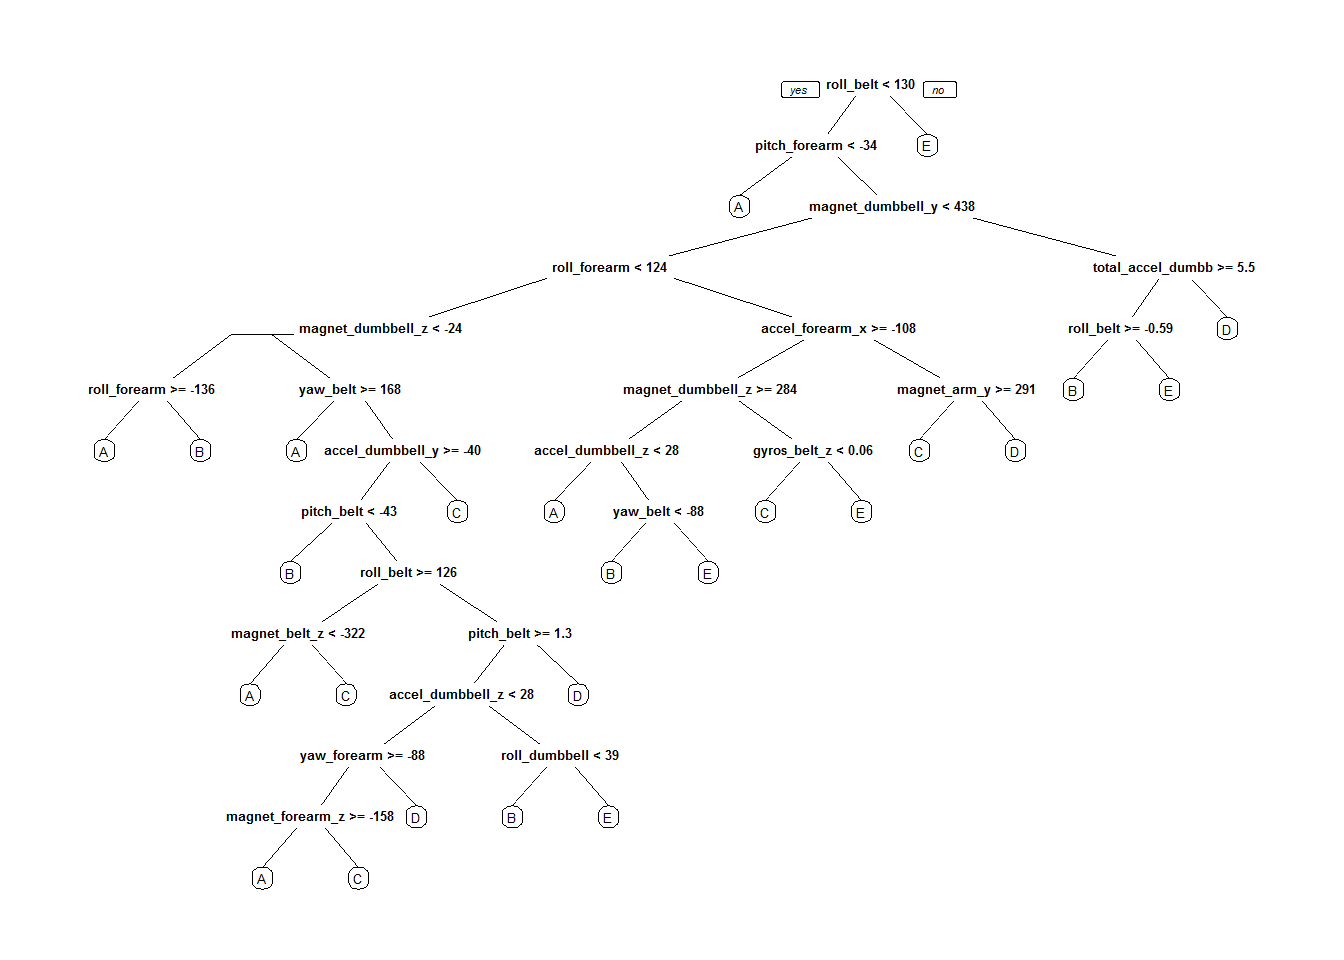 yes roll_belt < 130 no
pitch_forearm < -34 E
A magnet_dumbbell_y < 438
roll_forearm < 124 total_accel_dumbb >= 5.5
magnet_dumbbell_z < -24 accel_forearm_x >= -108 roll_belt >= -0.59 D
roll_forearm >= -136 yaw_belt >= 168 magnet_dumbbell_z >= 284 magnet_arm_y >= 291 B E
A B A accel_dumbbell_y >= -40 accel_dumbbell_z < 28 gyros_belt_z < 0.06 C D
pitch_belt < -43 C A yaw_belt < -88 C E
B roll_belt >= 126 B E
magnet_belt_z < -322 pitch_belt >= 1.3
A C accel_dumbbell_z < 28 D
yaw_forearm >= -88 roll_dumbbell < 39
magnet_forearm_z >= -158 D B E
A C